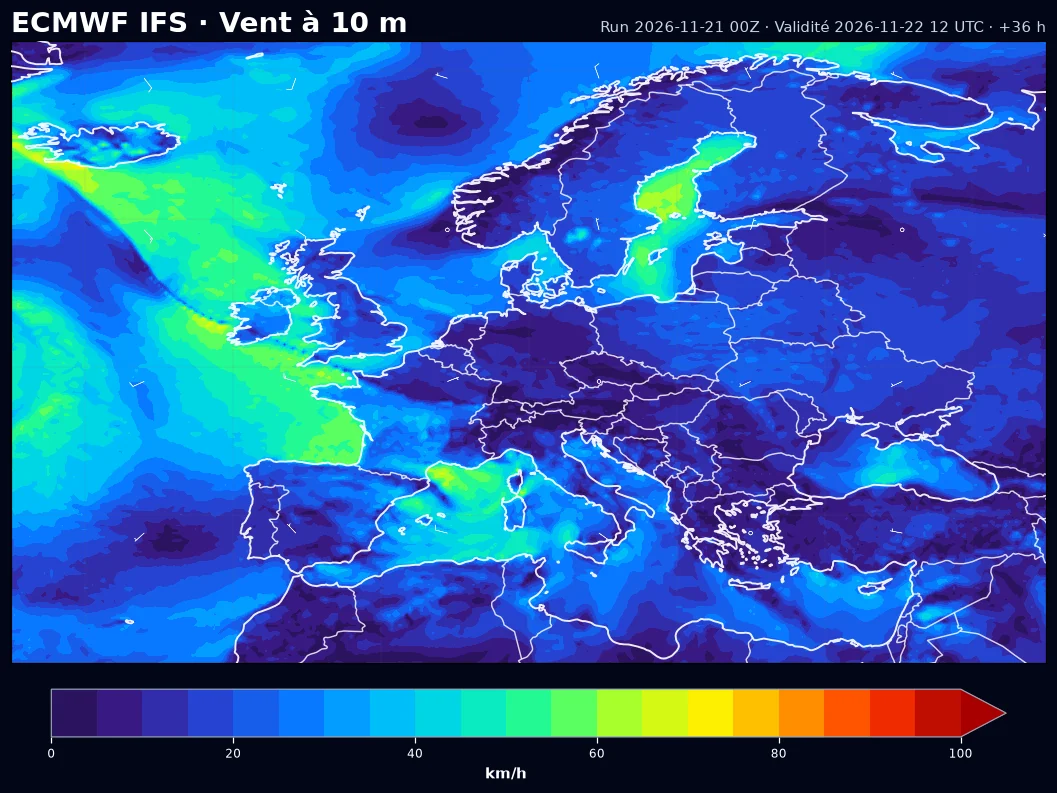 ECMWF IFS · Vent à 10 m
Run 2026-11-21 00Z · Validité 2026-11-22 12 UTC · +36 h
0 20 40 60 80 100
km/h